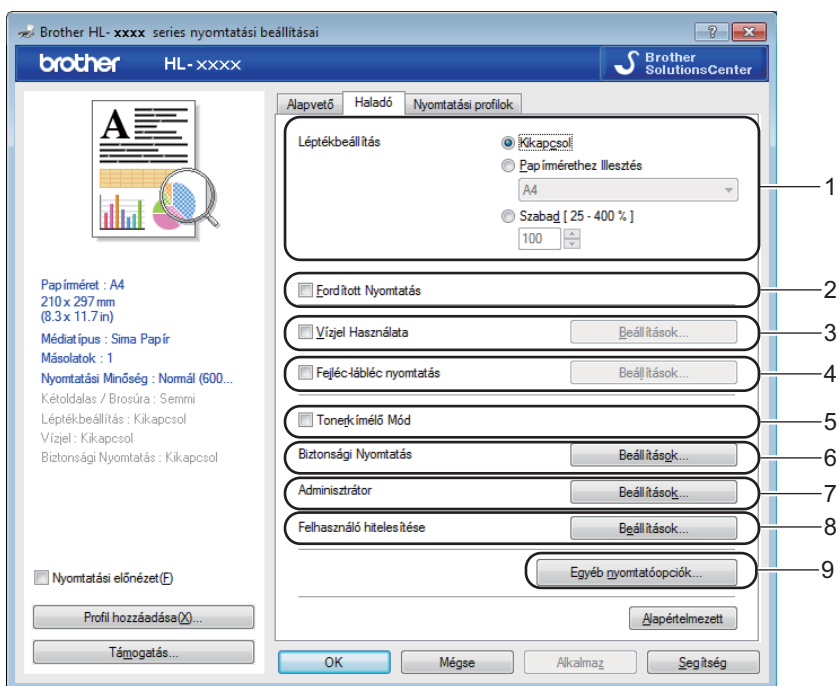 Brother HL- xxxx series nyomtatási beállításai
brother HL-xxxx
Brother
SolutionsCenter
Alapvető Haladó Nyomtatási profilok
Léptékbeállítás
Kikapcsol
Papírmérethez Illesztés
A4
Szabad [ 25 - 400 % ]
100
1
Fordított Nyomtatás
2
Vízjel Használata Beállítások...
3
Fejléc-lábléc nyomtatás Beállítások...
4
Tonerkímélő Mód
5
Biztonsági Nyomtatás Beállítások...
6
Adminisztrátor Beállítások...
7
Felhasználó hitelesítése Beállítások...
8
Egyéb nyomtatóopciók...
9
Alapértelmezett
A
Papírméret : A4
210 x 297 mm
(8.3 x 11.7 in)
Médiatípus : Sima Papír
Másolatok : 1
Nyomtatási Minőség : Normál (600...
Kétoldalas / Brosúra : Semmi
Léptékbeállítás : Kikapcsol
Vízjel : Kikapcsol
Biztonsági Nyomtatás : Kikapcsol
Nyomtatási előnézet(F)
Profil hozzáadása(X)...
Támogatás...
OK Mégse Alkalmaz Segítség